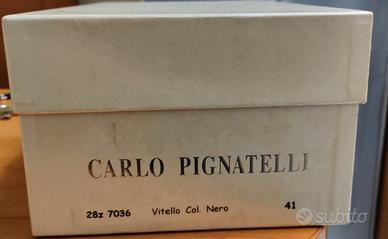 CARLO PIGNATELLI
28z 7036 Vitello Col. Nero 41
subito